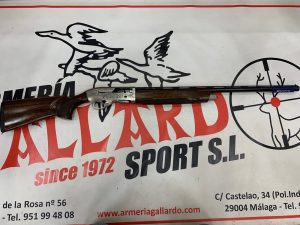 ARMERIA
ALLARD
since 1972 SPORT S.L.
de la Rosa nº 56
- Tel. 951 99 48 08
www.armeriagallardo.com
C/ Castelao, 34 (Pol.Ind
29004 Málaga - Tel.